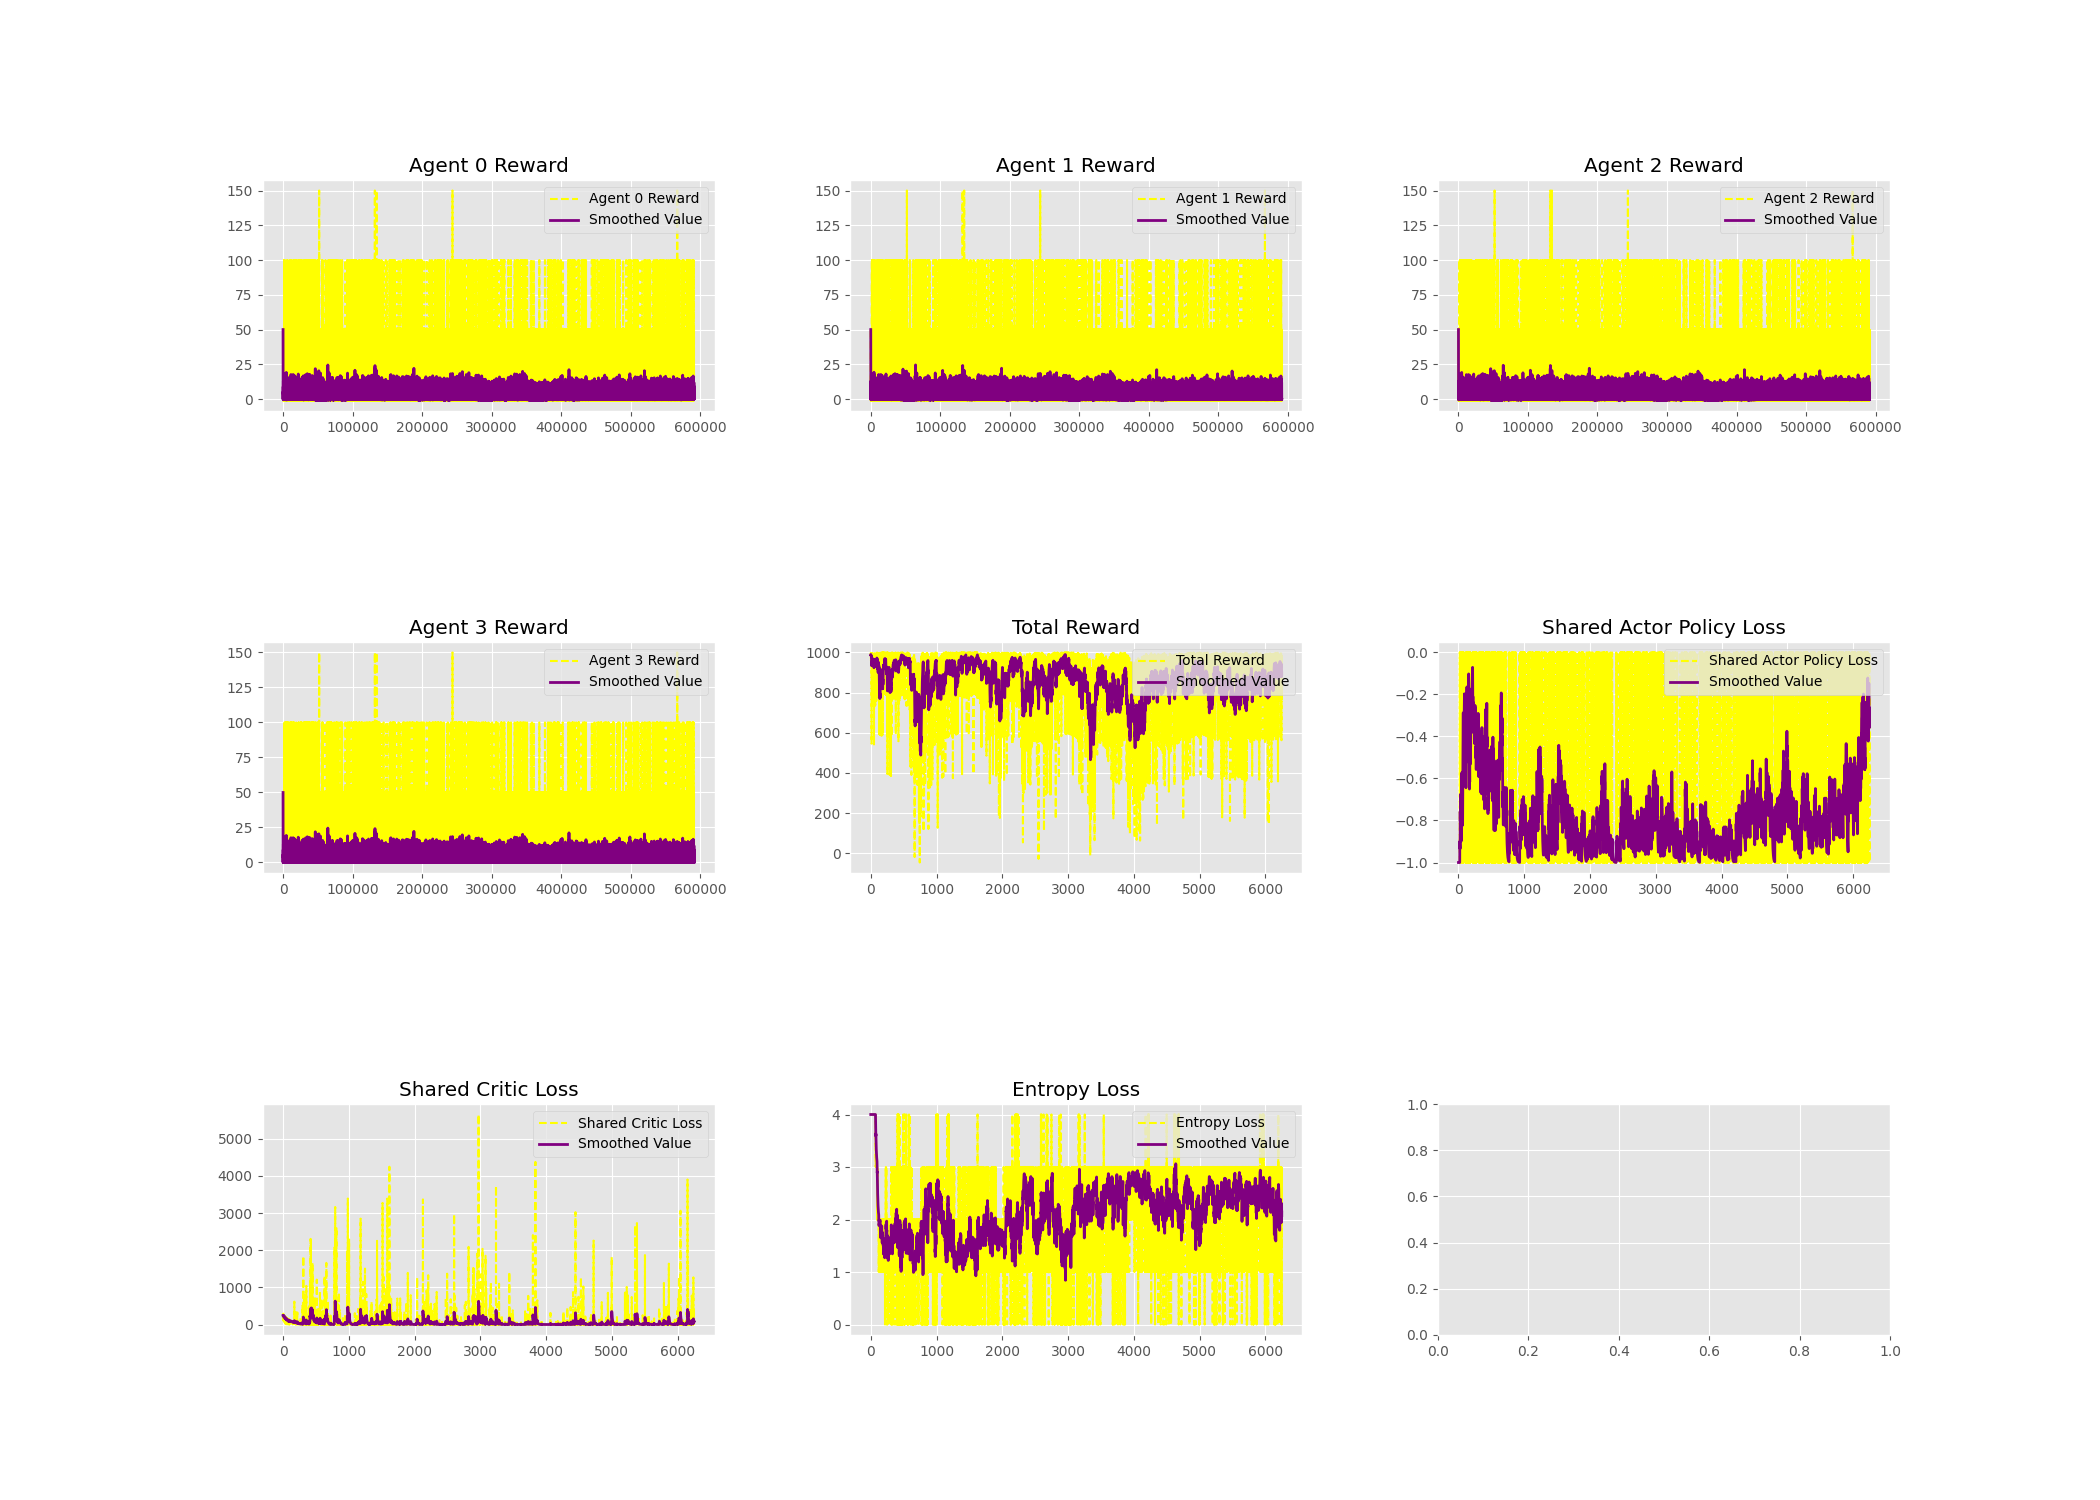 Agent 0 Reward
150
125
100
75
50
25
0
0 100000 200000 300000 400000 500000 600000
Agent 0 Reward
Smoothed Value
Agent 1 Reward
150
125
100
75
50
25
0
0 100000 200000 300000 400000 500000 600000
Agent 1 Reward
Smoothed Value
Agent 2 Reward
150
125
100
75
50
25
0
0 100000 200000 300000 400000 500000 600000
Agent 2 Reward
Smoothed Value
Agent 3 Reward
150
125
100
75
50
25
0
0 100000 200000 300000 400000 500000 600000
Agent 3 Reward
Smoothed Value
Total Reward
1000
800
600
400
200
0
0 1000 2000 3000 4000 5000 6000
Total Reward
Smoothed Value
Shared Actor Policy Loss
0.0
−0.2
−0.4
−0.6
−0.8
−1.0
0 1000 2000 3000 4000 5000 6000
Shared Actor Policy Loss
Smoothed Value
Shared Critic Loss
5000
4000
3000
2000
1000
0
0 1000 2000 3000 4000 5000 6000
Shared Critic Loss
Smoothed Value
Entropy Loss
4
3
2
1
0
0 1000 2000 3000 4000 5000 6000
Entropy Loss
Smoothed Value
1.0
0.8
0.6
0.4
0.2
0.0
0.0 0.2 0.4 0.6 0.8 1.0